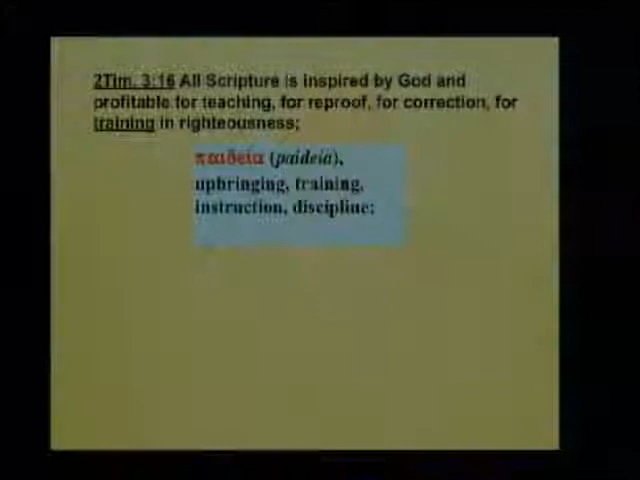 2Tim. 3:16 All Scripture is inspired by God and
profitable for teaching, for reproof, for correction, for
training in righteousness;
παιδεία (paideia),
upbringing, training,
instruction, discipline;